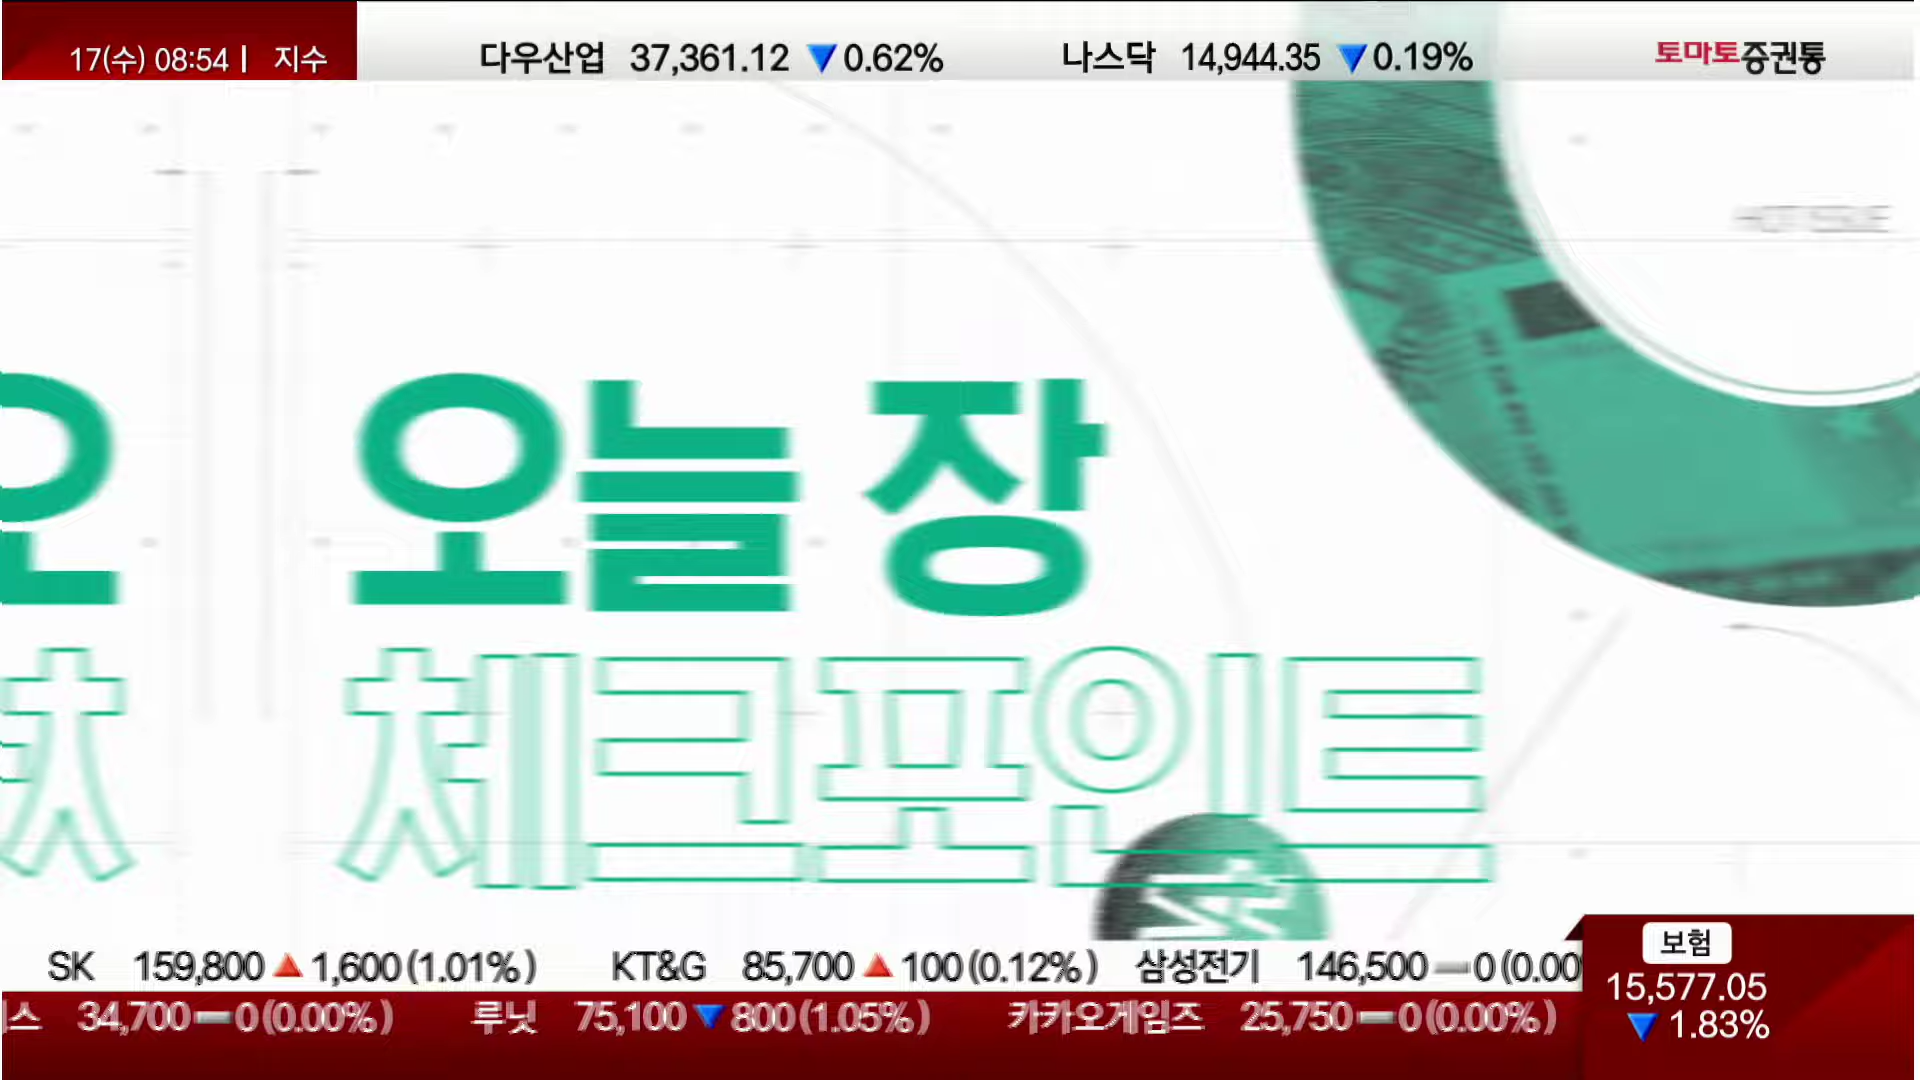 17(수) 08:54 | 지수 다우산업 37,361.12 ▼0.62% 나스닥 14,944.35 ▼0.19% 토마토증권통
HOT ISSUE
오늘 장
체크포인트
SK 159,800 ▲ 1,600(1.01%) KT&G 85,700 ▲ 100(0.12%) 삼성전기 146,500 ━ 0(0.00
스 34,700 ━ 0(0.00%) 루닛 75,100 ▼ 800(1.05%) 카카오게임즈 25,750 ━ 0(0.00%)
보험
15,577.05
▼ 1.83%